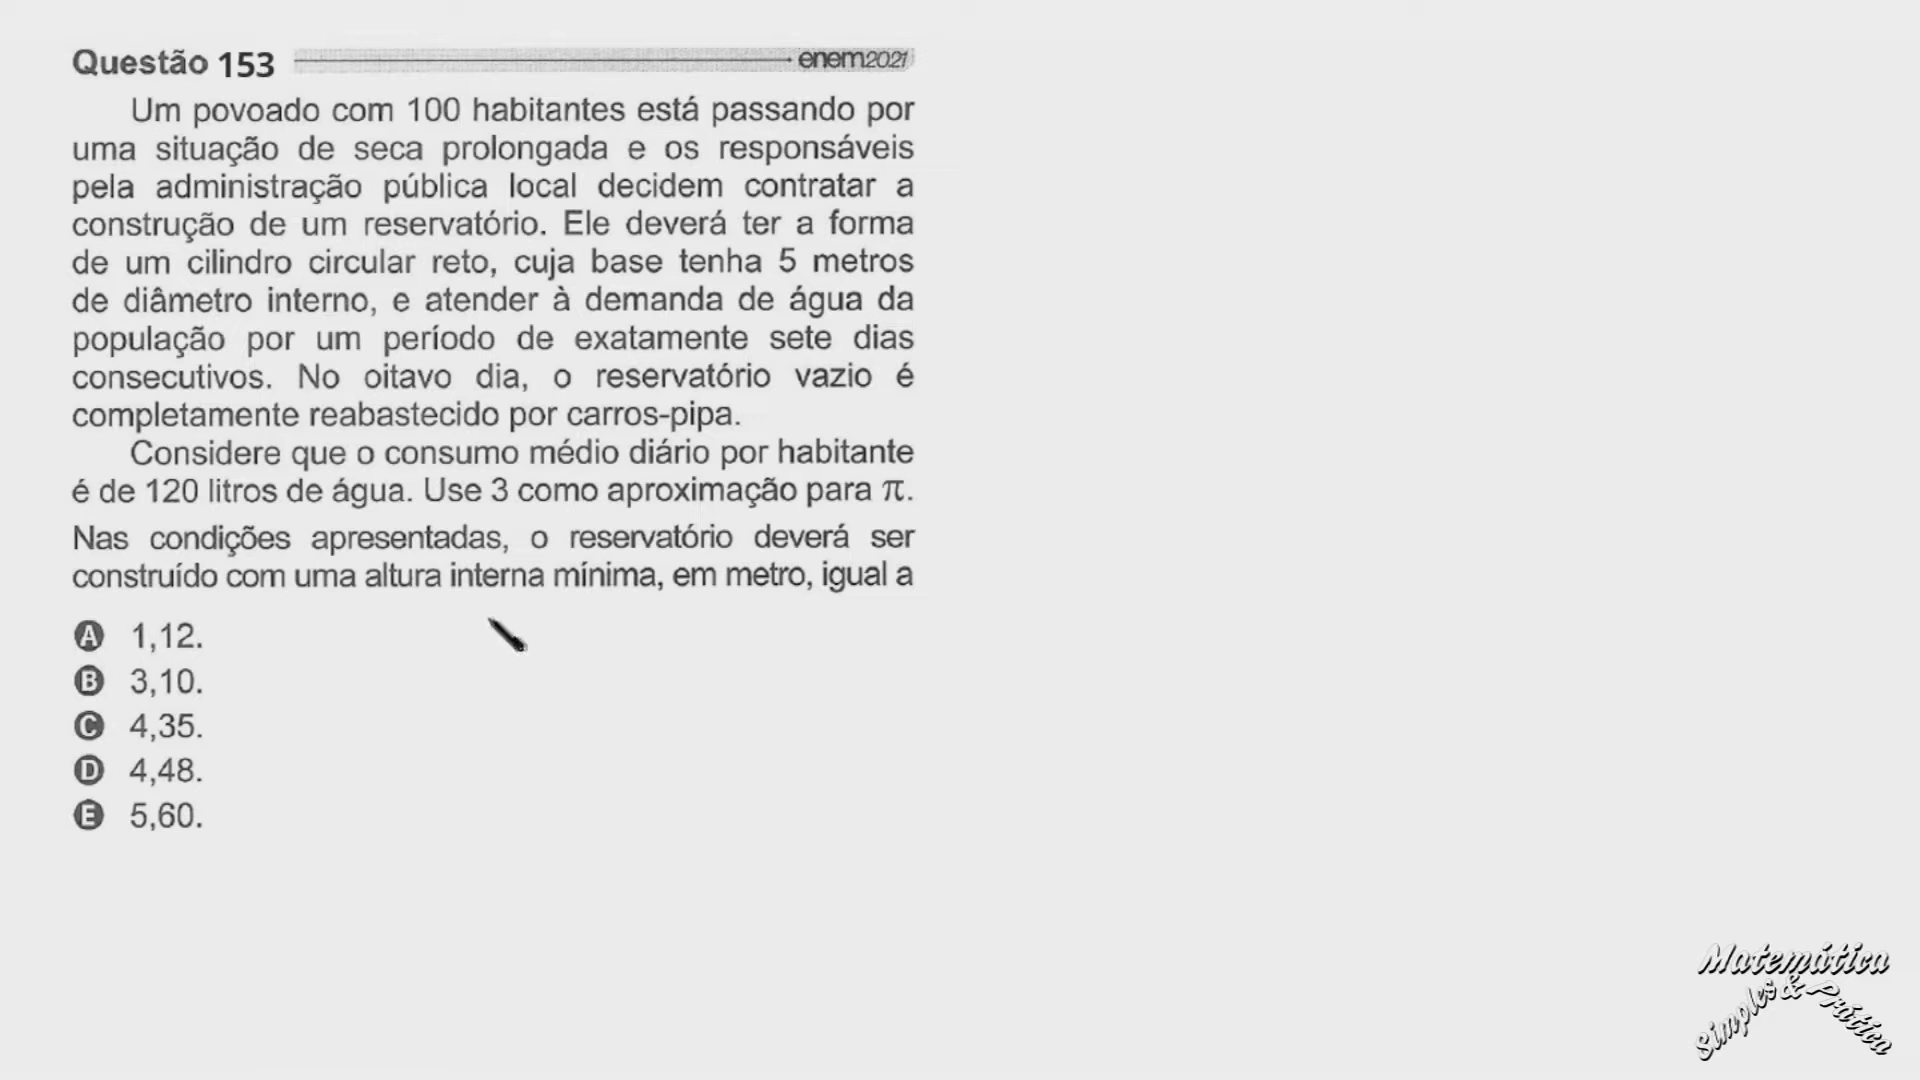 Questão 153
enem2021
Um povoado com 100 habitantes está passando por
uma situação de seca prolongada e os responsáveis
pela administração pública local decidem contratar a
construção de um reservatório. Ele deverá ter a forma
de um cilindro circular reto, cuja base tenha 5 metros
de diâmetro interno, e atender à demanda de água da
população por um período de exatamente sete dias
consecutivos. No oitavo dia, o reservatório vazio é
completamente reabastecido por carros-pipa.
Considere que o consumo médio diário por habitante
é de 120 litros de água. Use 3 como aproximação para π.
Nas condições apresentadas, o reservatório deverá ser
construído com uma altura interna mínima, em metro, igual a
A 1,12.
B 3,10.
C 4,35.
D 4,48.
E 5,60.
Matemática
Simples & Prática